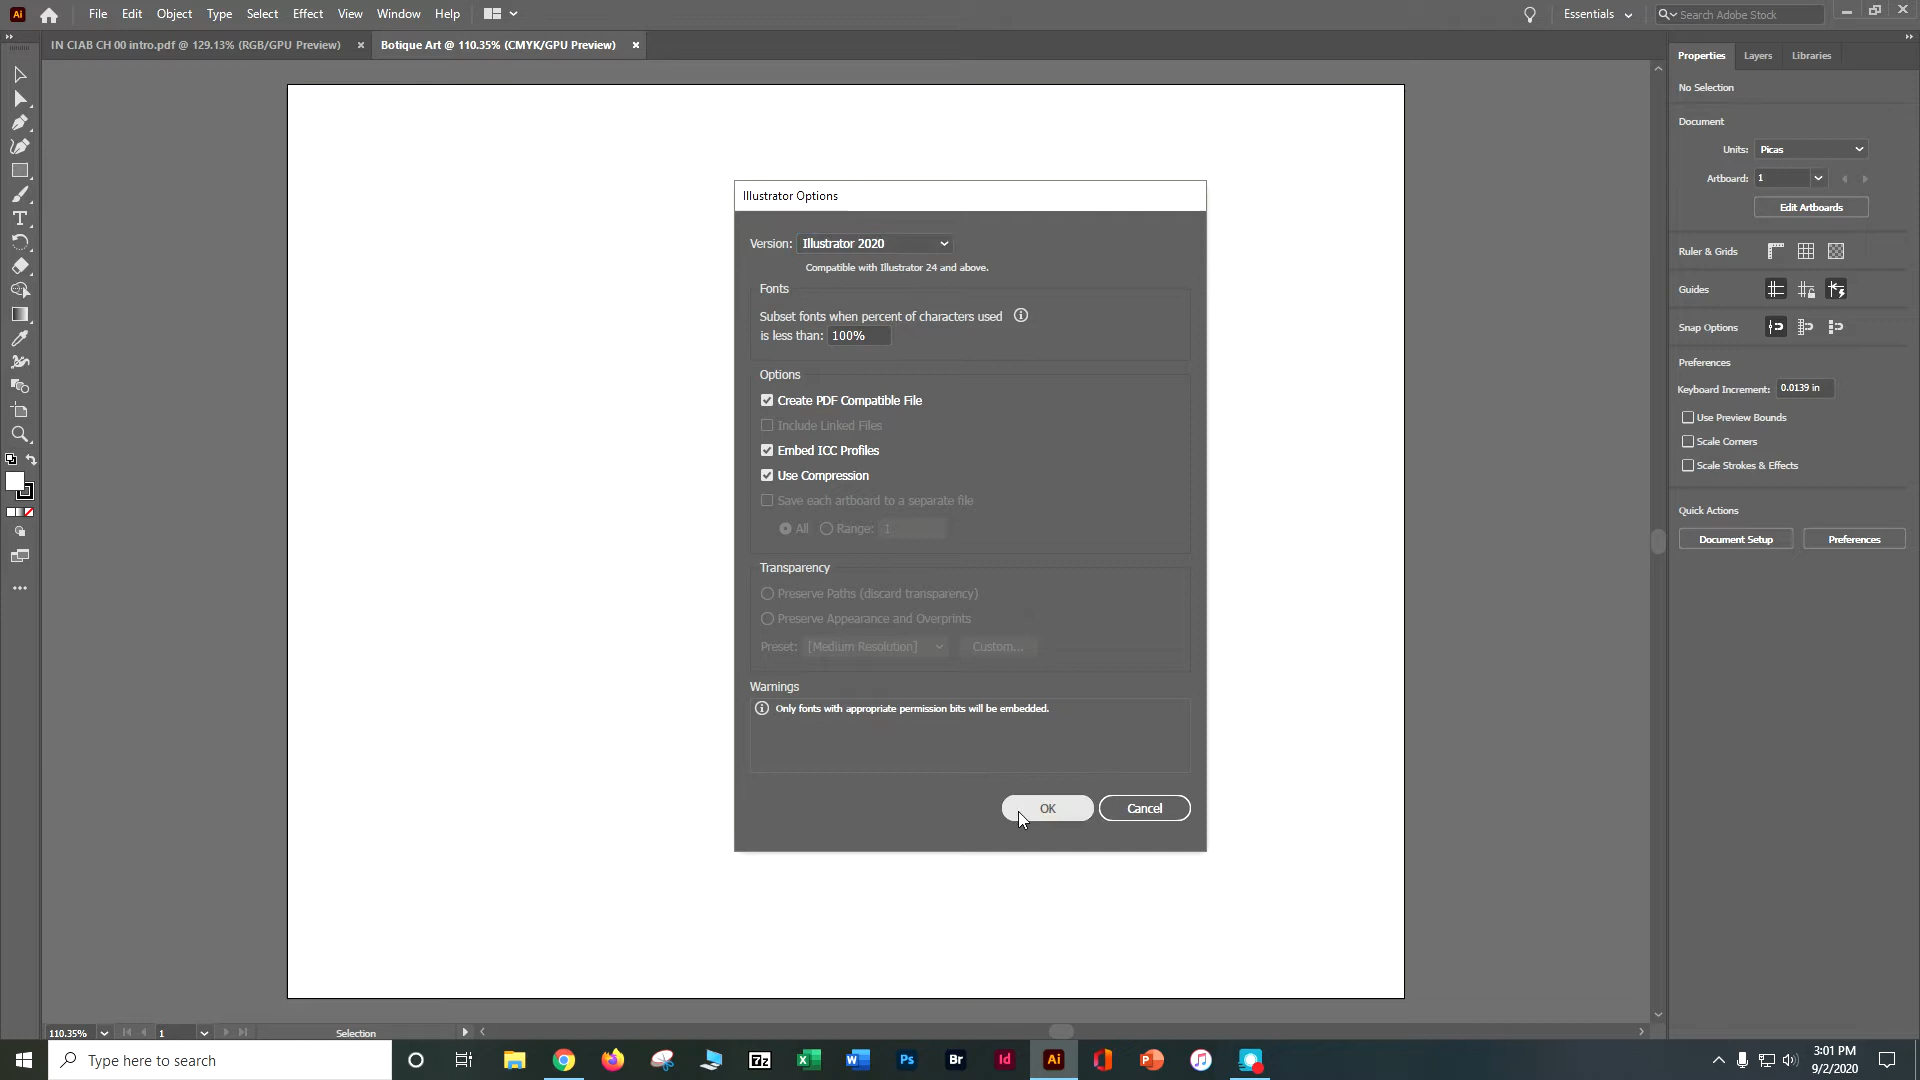 Ai File Edit Object Type Select Effect View Window Help Essentials Search Adobe Stock
IN CIAB CH 00 intro.pdf @ 129.13% (RGB/GPU Preview) × Botique Art @ 110.35% (CMYK/GPU Preview) ×
Properties Layers Libraries
No Selection
Document
Units: Picas
Artboard: 1
Edit Artboards
Ruler & Grids
Guides
Snap Options
Preferences
Keyboard Increment: 0.0139 in
Use Preview Bounds
Scale Corners
Scale Strokes & Effects
Quick Actions
Document Setup Preferences
Illustrator Options
Version: Illustrator 2020
Compatible with Illustrator 24 and above.
Fonts
Subset fonts when percent of characters used
is less than: 100%
Options
Create PDF Compatible File
Include Linked Files
Embed ICC Profiles
Use Compression
Save each artboard to a separate file
All Range: 1
Transparency
Preserve Paths (discard transparency)
Preserve Appearance and Overprints
Preset: [Medium Resolution] Custom...
Warnings
Only fonts with appropriate permission bits will be embedded.
OK Cancel
110.35% 1 Selection
Type here to search
7z Ps Br Id Ai
3:01 PM
9/2/2020